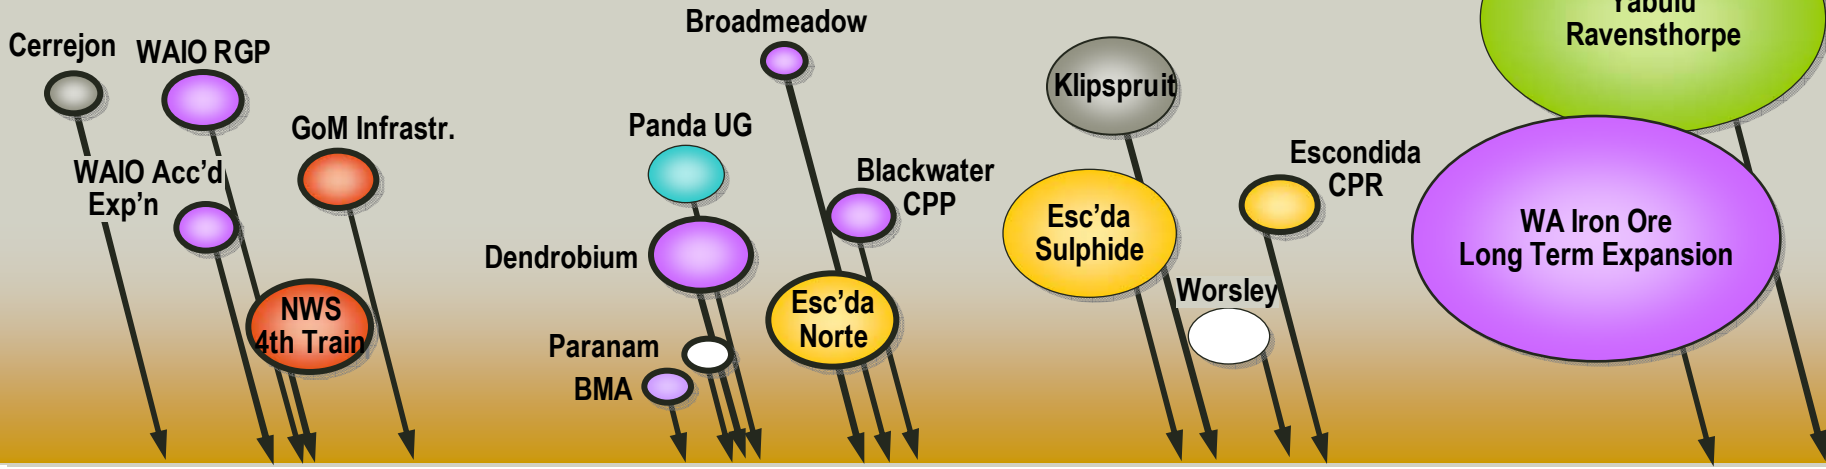 Cerrejon
WAIO RGP
GoM Infrastr.
WAIO Acc'd
Exp'n
NWS
4th Train
Broadmeadow
Panda UG
Blackwater
CPP
Dendrobium
Esc'da
Norte
Paranam
BMA
Klipspruit
Esc'da
Sulphide
Worsley
Escondida
CPR
Yabulu
Ravensthorpe
WA Iron Ore
Long Term Expansion